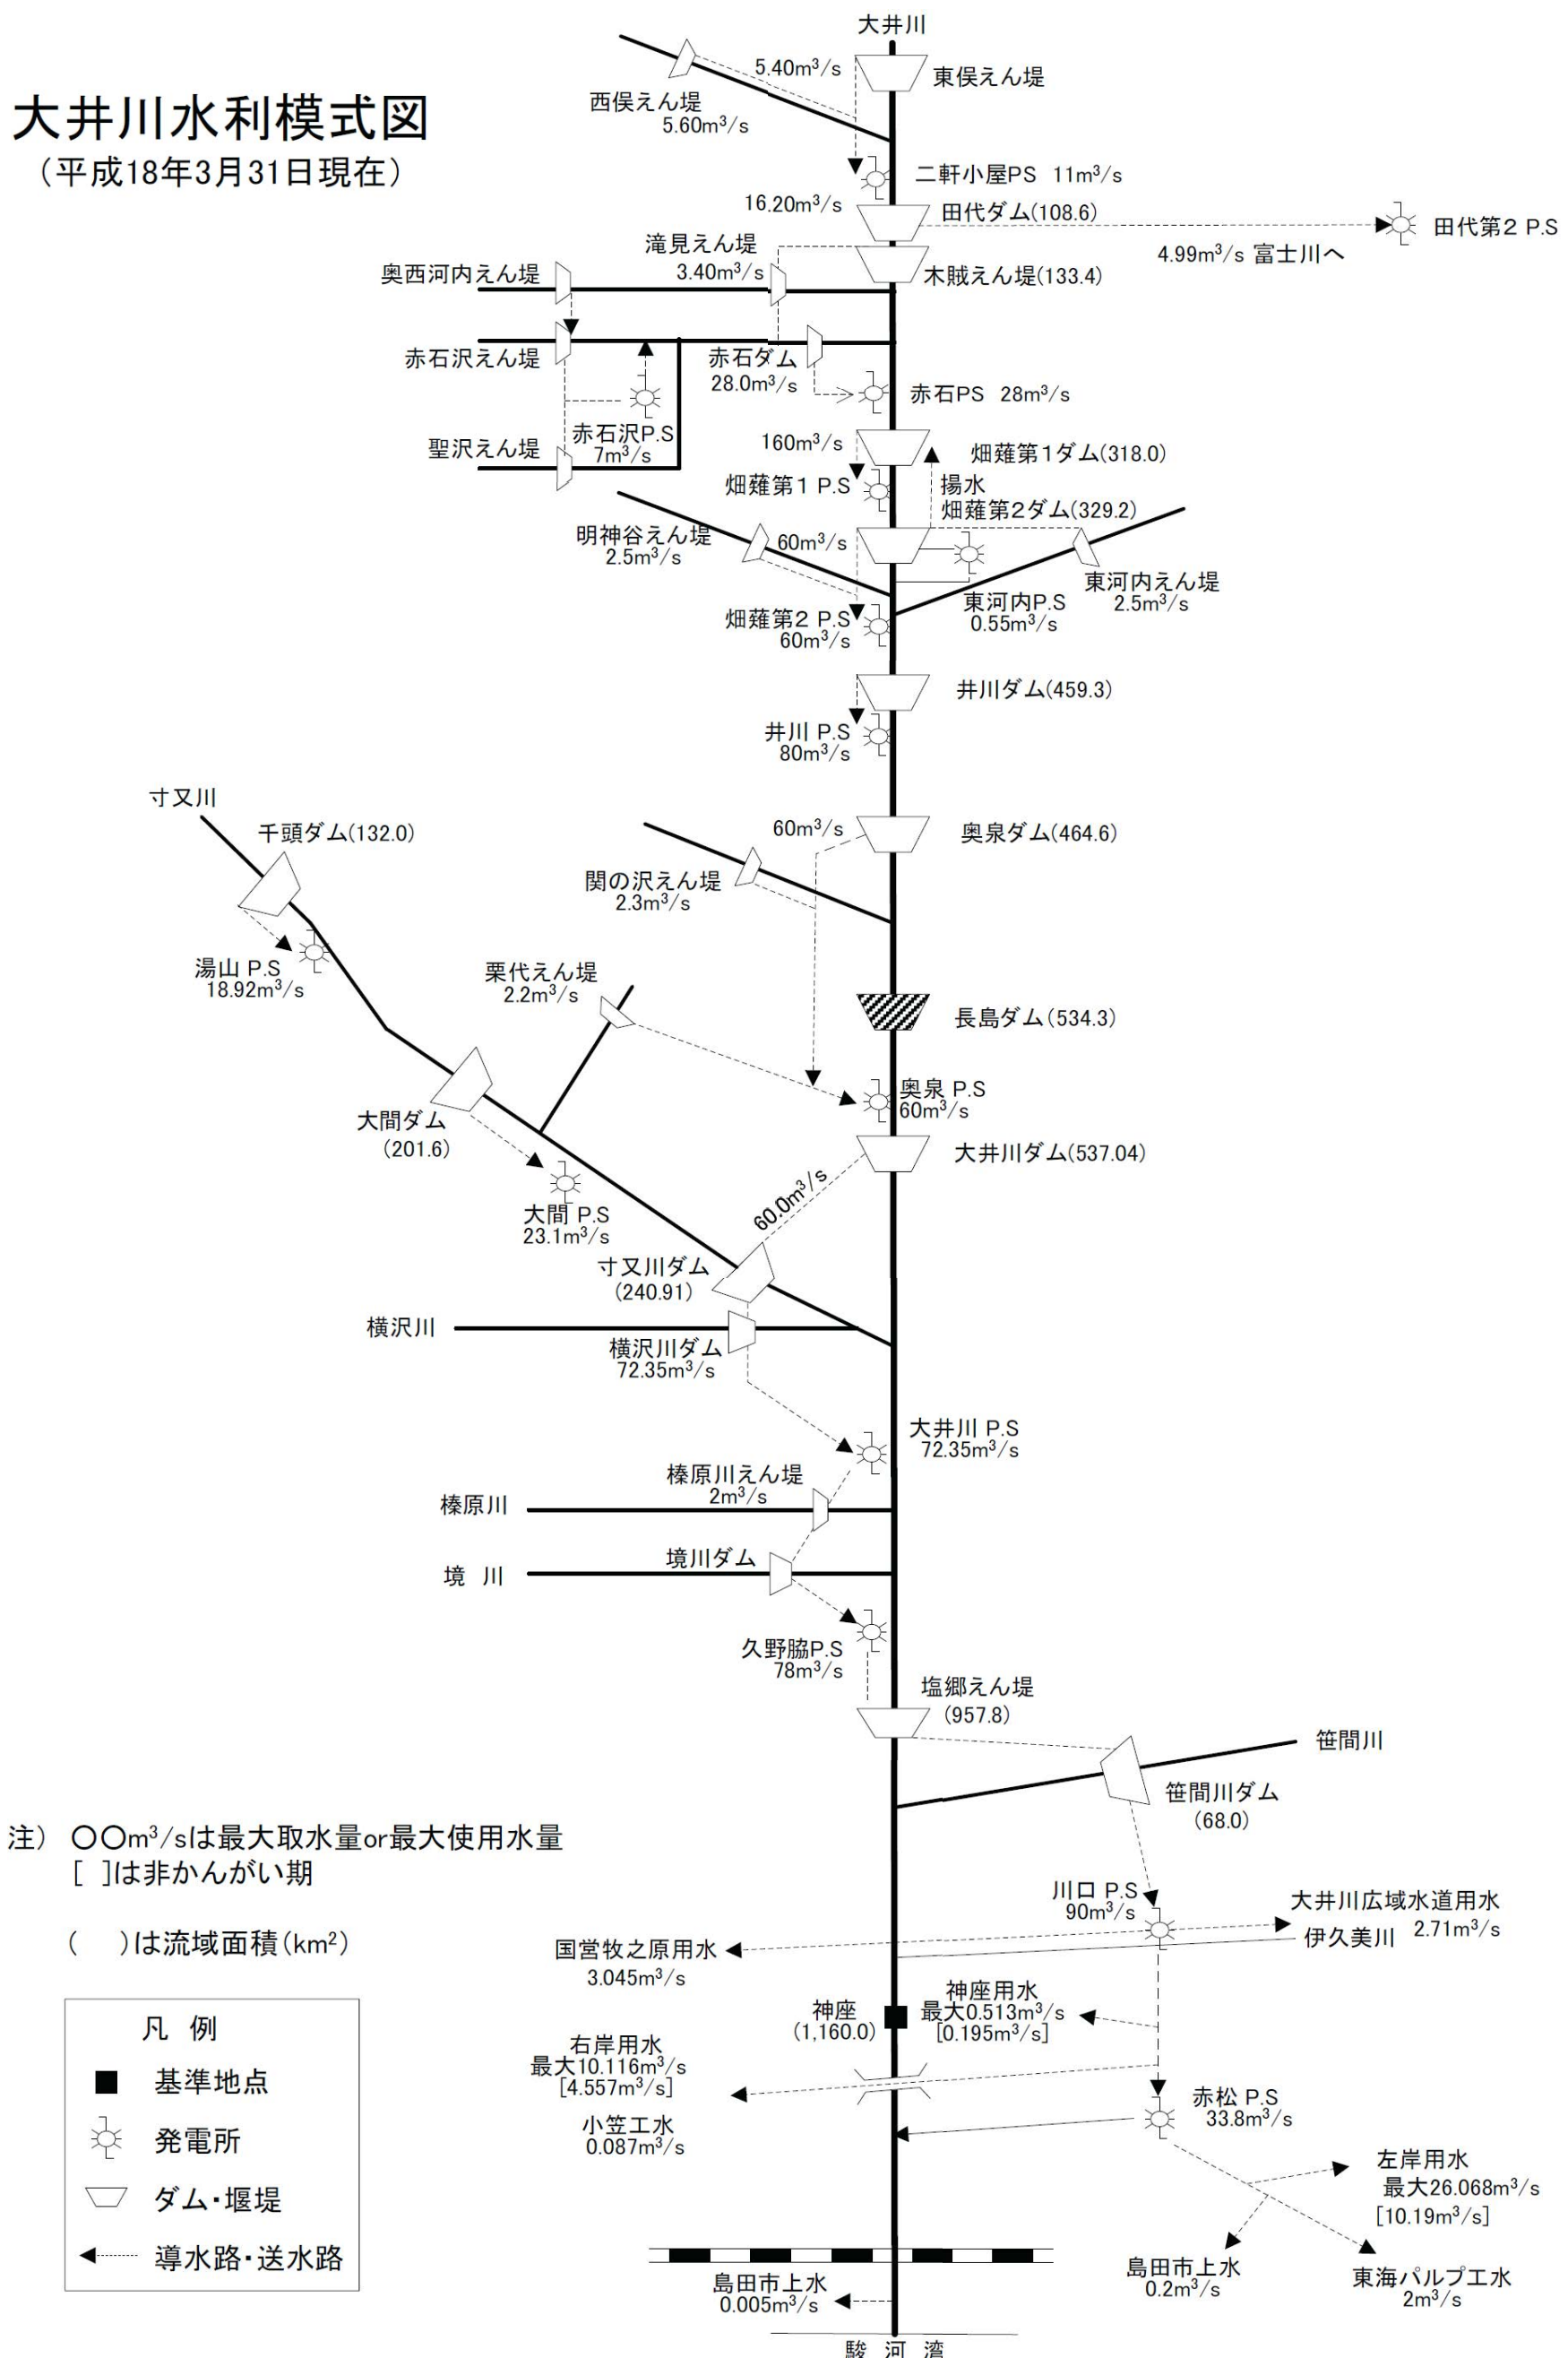 大井川
大井川水利模式図
（平成18年3月31日現在）
5.40m³/s
東俣えん堤
西俣えん堤
5.60m³/s
二軒小屋PS 11m³/s
16.20m³/s
田代ダム(108.6)
田代第2 P.S
4.99m³/s 富士川へ
滝見えん堤
3.40m³/s
奥西河内えん堤
木賊えん堤(133.4)
赤石沢えん堤
赤石ダム
28.0m³/s
赤石PS 28m³/s
赤石沢P.S
7m³/s
聖沢えん堤
160m³/s
畑薙第1ダム(318.0)
畑薙第1 P.S
揚水
畑薙第2ダム(329.2)
明神谷えん堤
2.5m³/s
60m³/s
東河内えん堤
2.5m³/s
東河内P.S
0.55m³/s
畑薙第2 P.S
60m³/s
井川ダム(459.3)
井川 P.S
80m³/s
寸又川
千頭ダム(132.0)
60m³/s
奥泉ダム(464.6)
関の沢えん堤
2.3m³/s
湯山 P.S
18.92m³/s
栗代えん堤
2.2m³/s
長島ダム(534.3)
奥泉 P.S
60m³/s
大間ダム
(201.6)
大井川ダム(537.04)
60.0m³/s
大間 P.S
23.1m³/s
寸又川ダム
(240.91)
横沢川
横沢川ダム
72.35m³/s
大井川 P.S
72.35m³/s
榛原川えん堤
2m³/s
榛原川
境川ダム
境 川
久野脇P.S
78m³/s
塩郷えん堤
(957.8)
笹間川
笹間川ダム
(68.0)
注） 〇〇m³/sは最大取水量or最大使用水量
[ ]は非かんがい期
( )は流域面積(km²)
川口 P.S
90m³/s
大井川広域水道用水
2.71m³/s
伊久美川
国営牧之原用水
3.045m³/s
神座
(1,160.0)
神座用水
最大0.513m³/s
[0.195m³/s]
右岸用水
最大10.116m³/s
[4.557m³/s]
小笠工水
0.087m³/s
赤松 P.S
33.8m³/s
左岸用水
最大26.068m³/s
[10.19m³/s]
島田市上水
0.2m³/s
東海パルプ工水
2m³/s
島田市上水
0.005m³/s
駿 河 湾
凡 例
基準地点
発電所
ダム・堰堤
導水路・送水路